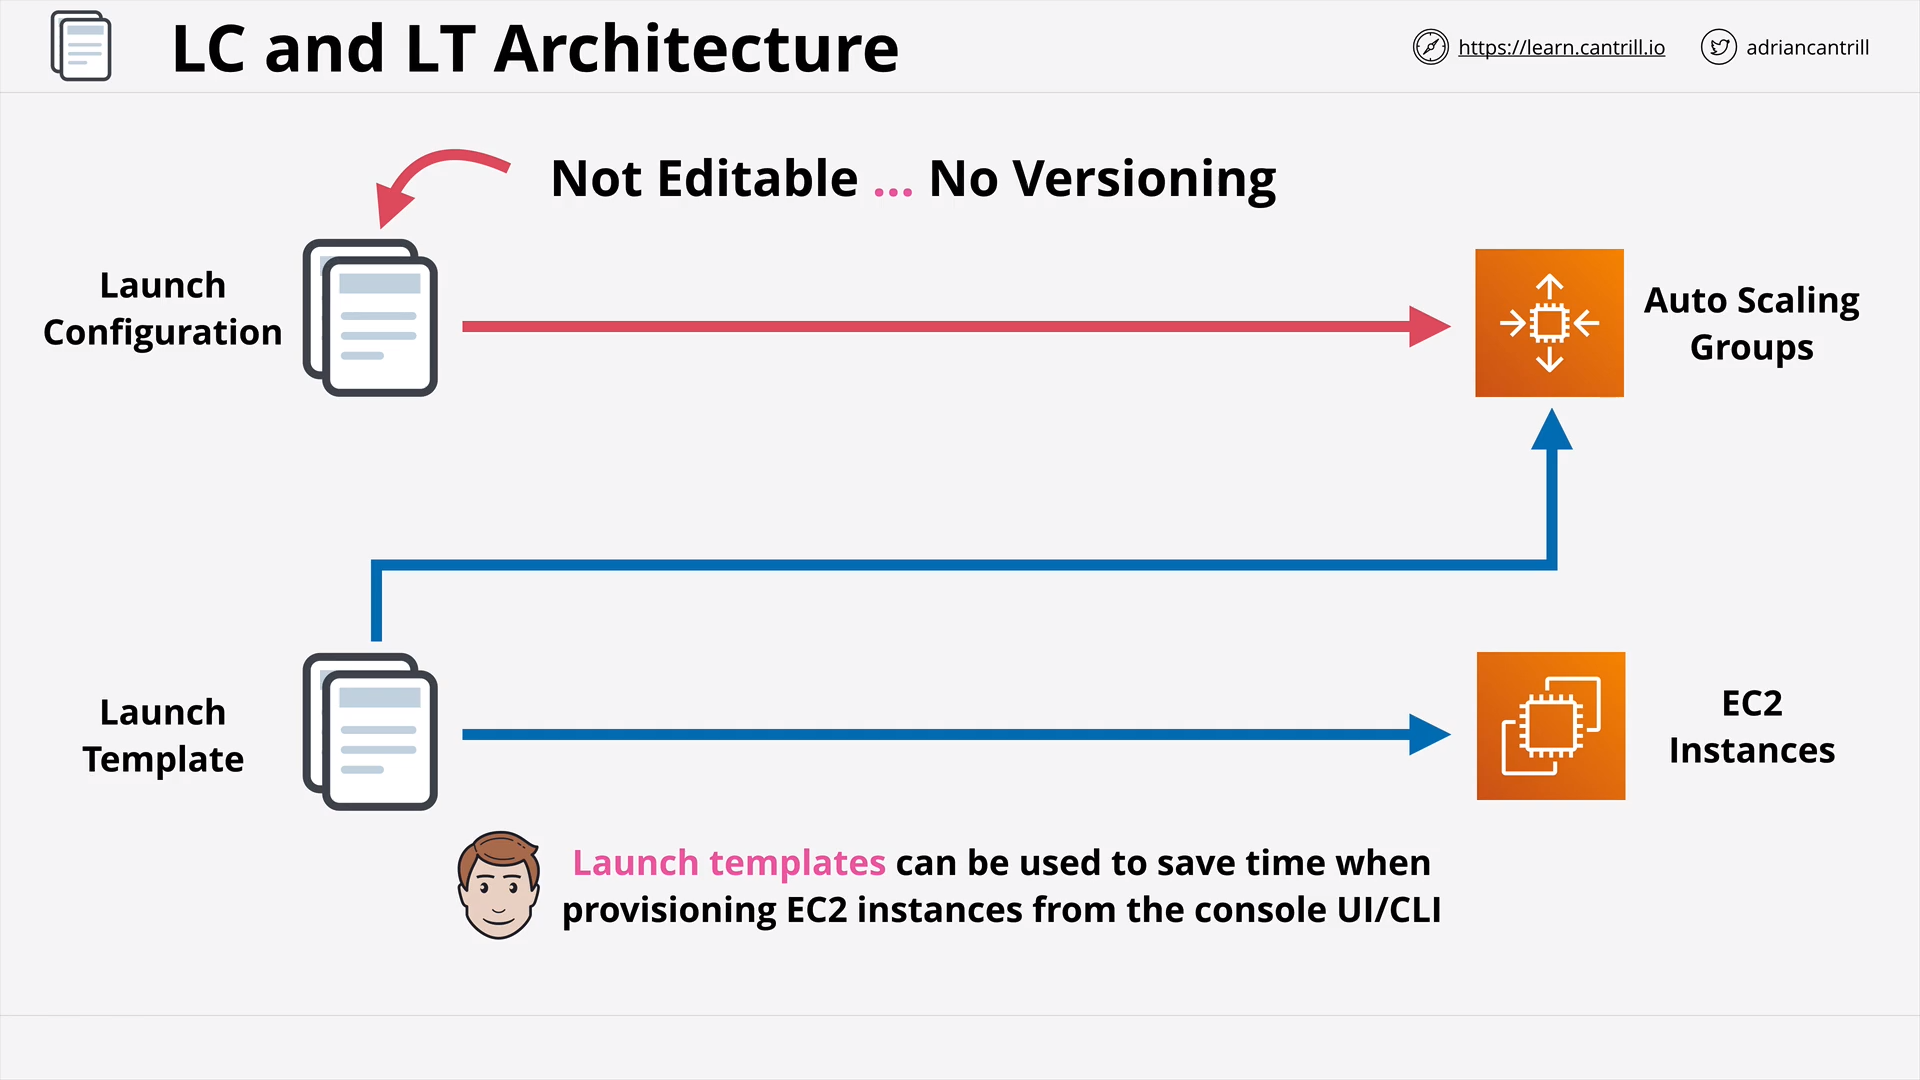 LC and LT Architecture
https://learn.cantrill.io
adriancantrill
Not Editable ... No Versioning
Launch
Configuration
Auto Scaling
Groups
Launch
Template
EC2
Instances
Launch templates can be used to save time when
provisioning EC2 instances from the console UI/CLI